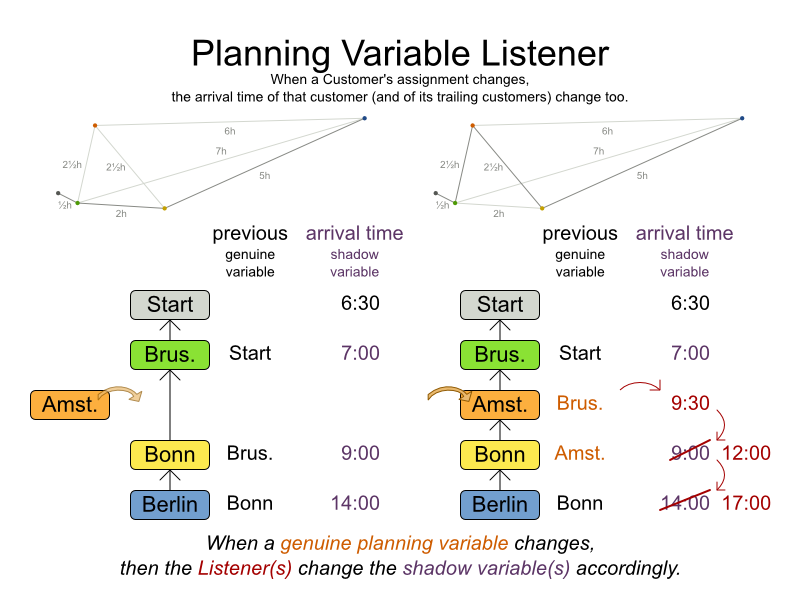 Planning Variable Listener
When a Customer's assignment changes,
the arrival time of that customer (and of its trailing customers) change too.
6h
7h
2½h
2½h
5h
½h
2h
6h
7h
2½h
2½h
5h
½h
2h
previous arrival time
genuine shadow
variable variable
previous arrival time
genuine shadow
variable variable
Start 6:30
Brus. Start 7:00
Amst.
Bonn Brus. 9:00
Berlin Bonn 14:00
Start 6:30
Brus. Start 7:00
Amst. Brus. 9:30
Bonn Amst. 9:00 12:00
Berlin Bonn 14:00 17:00
When a genuine planning variable changes,
then the Listener(s) change the shadow variable(s) accordingly.